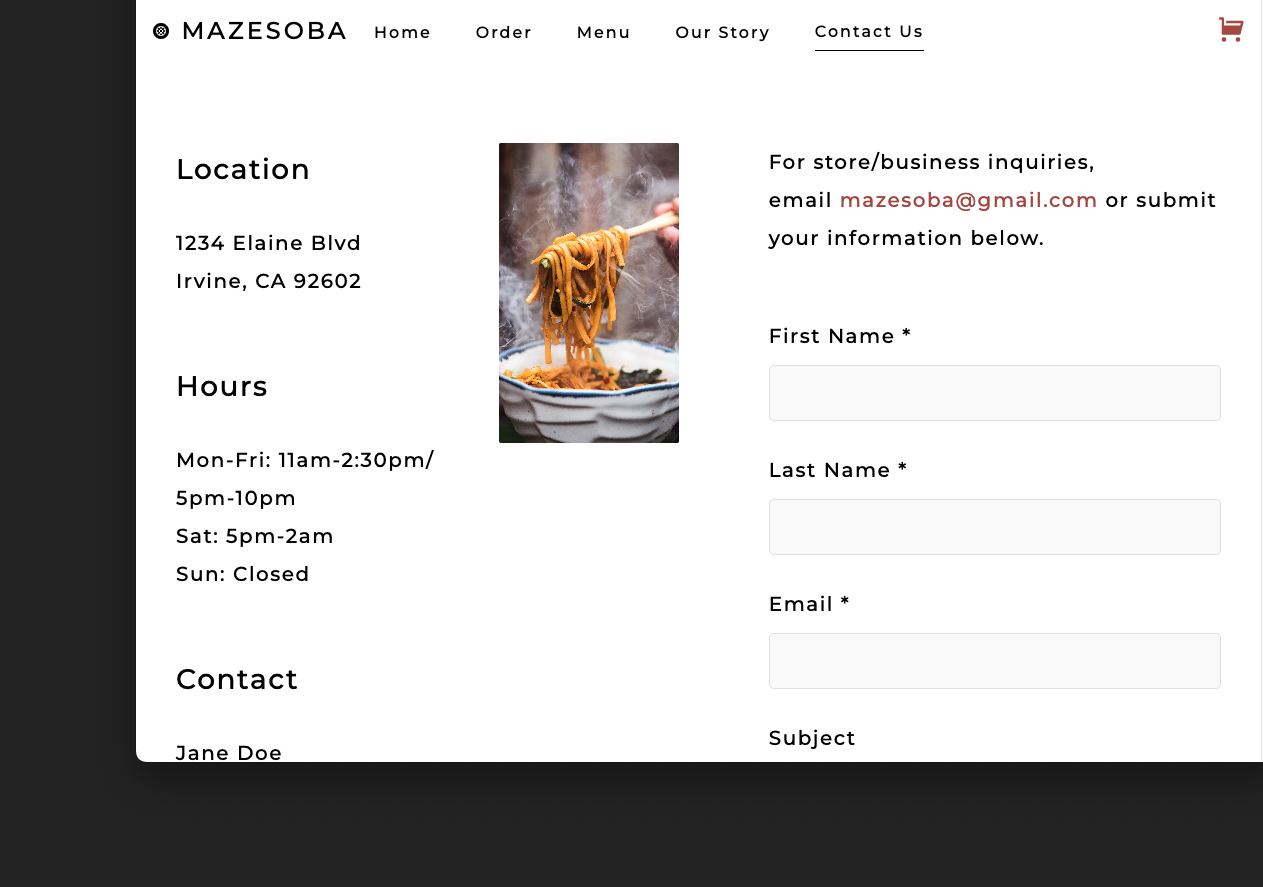 MAZESOBA Home Order Menu Our Story Contact Us
Location
1234 Elaine Blvd
Irvine, CA 92602
Hours
Mon-Fri: 11am-2:30pm/
5pm-10pm
Sat: 5pm-2am
Sun: Closed
Contact
Jane Doe
For store/business inquiries,
email mazesoba@gmail.com or submit
your information below.
First Name *
Last Name *
Email *
Subject